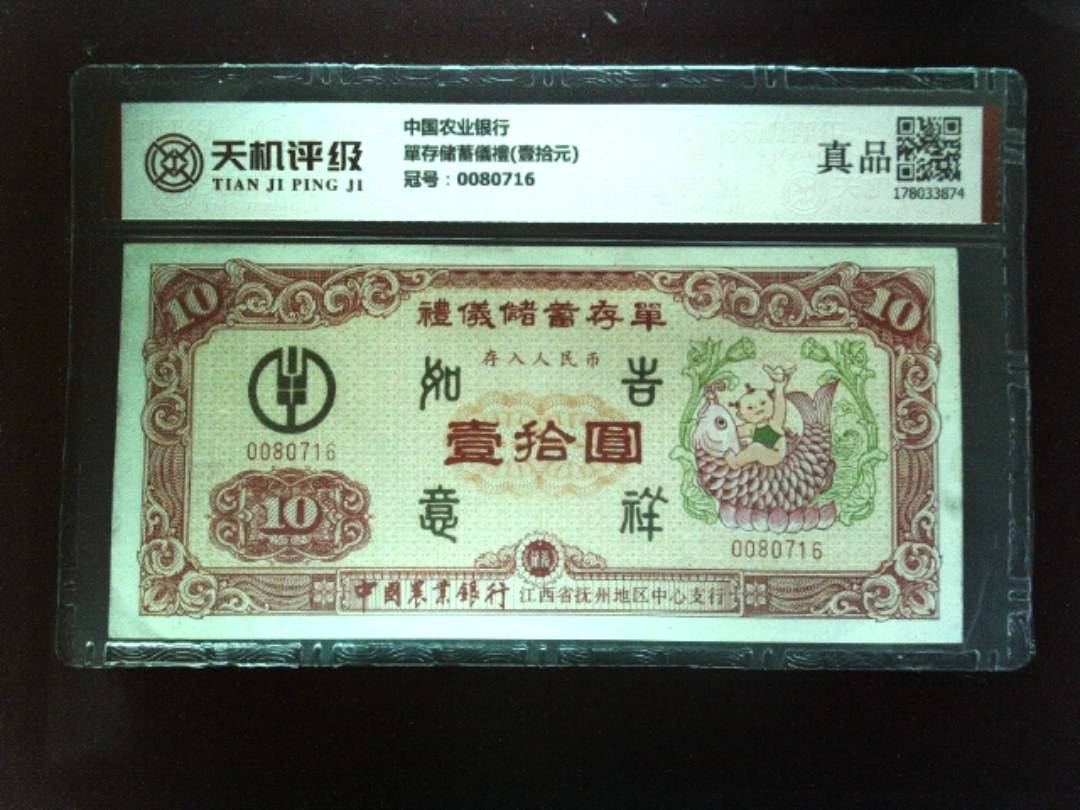 天机评级
TIAN JI PING JI
中国农业银行
單存储蓄儀禮(壹拾元)
冠号：0080716
真品
178033874
10
10
禮儀儲蓄存單
存入人民币
如
吉
壹拾圓
意
祥
0080716
10
0080716
中國農業銀行 江西省抚州地区中心支行